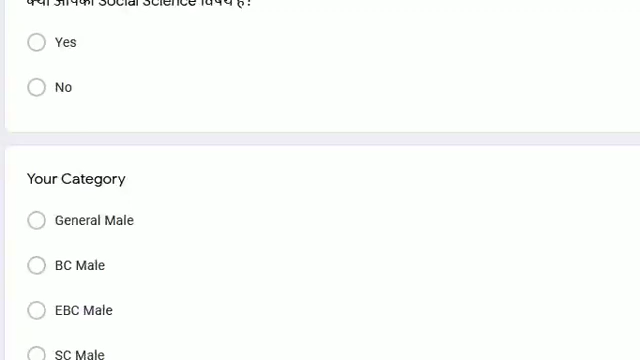 क्या आपका Social Science विषय है?
Yes
No
Your Category
General Male
BC Male
EBC Male
SC Male